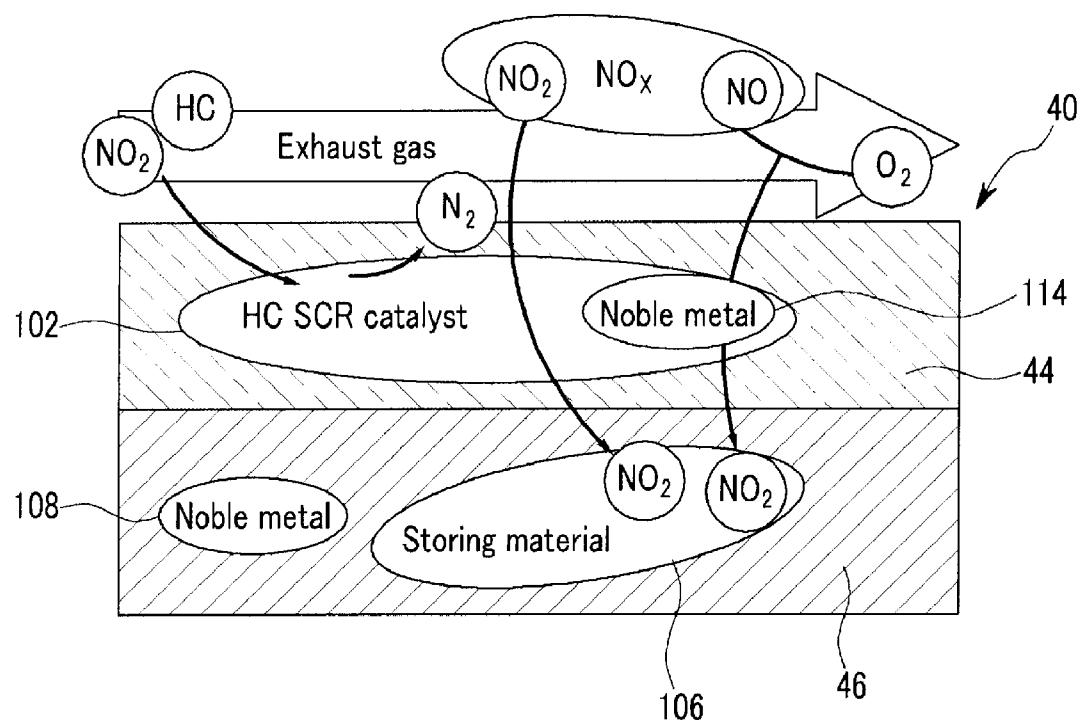 NO₂ NOₓ NO
HC
40
NO₂ Exhaust gas O₂
N₂
114
102 HC SCR catalyst Noble metal
44
NO₂ NO₂
108 Noble metal
Storing material
106 46